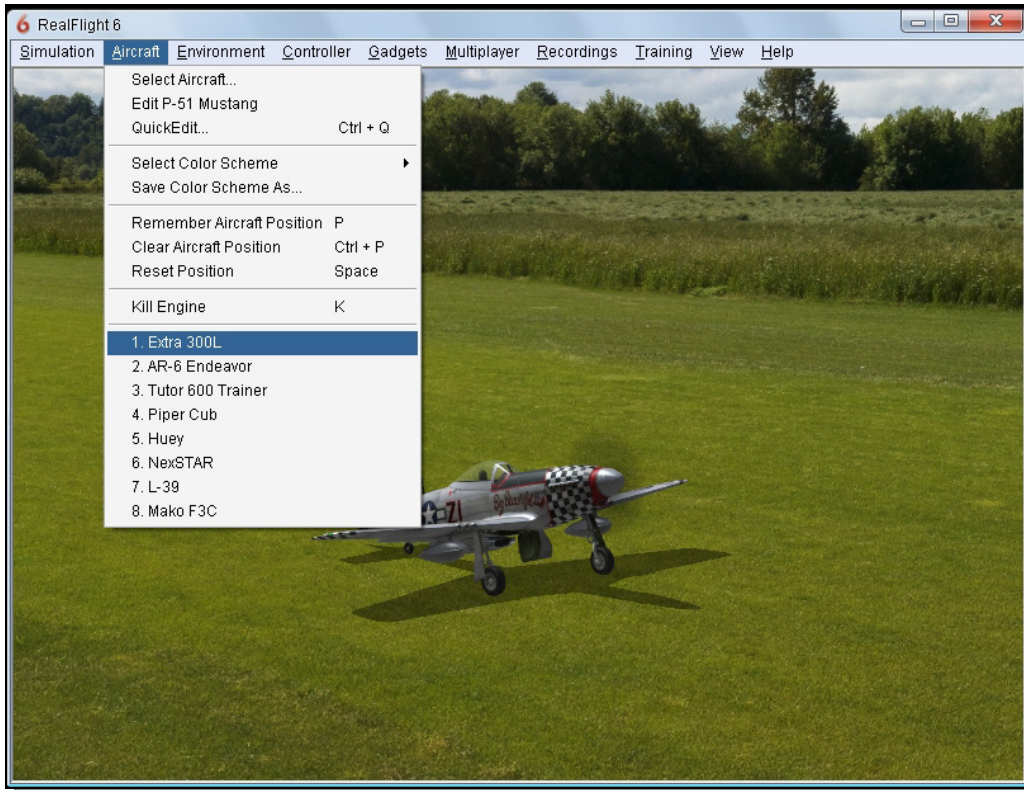 6 RealFlight 6
Simulation Aircraft Environment Controller Gadgets Multiplayer Recordings Training View Help
Select Aircraft...
Edit P-51 Mustang
QuickEdit... Ctrl + Q
Select Color Scheme
Save Color Scheme As...
Remember Aircraft Position P
Clear Aircraft Position Ctrl + P
Reset Position Space
Kill Engine K
1. Extra 300L
2. AR-6 Endeavor
3. Tutor 600 Trainer
4. Piper Cub
5. Huey
6. NexSTAR
7. L-39
8. Mako F3C
ZI